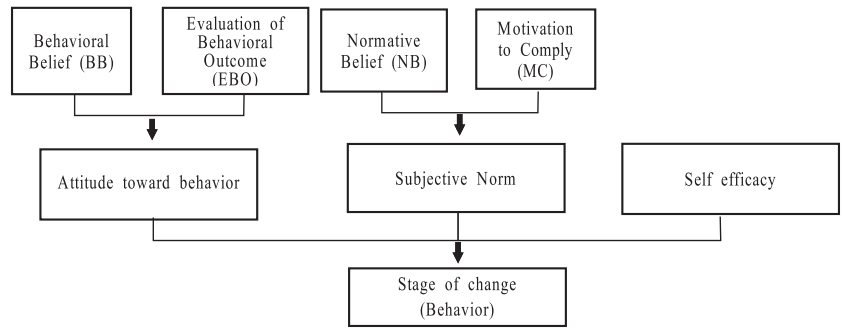 Behavioral
Belief (BB)
Evaluation of
Behavioral
Outcome
(EBO)
Normative
Belief (NB)
Motivation
to Comply
(MC)
Attitude toward behavior
Subjective Norm
Self efficacy
Stage of change
(Behavior)